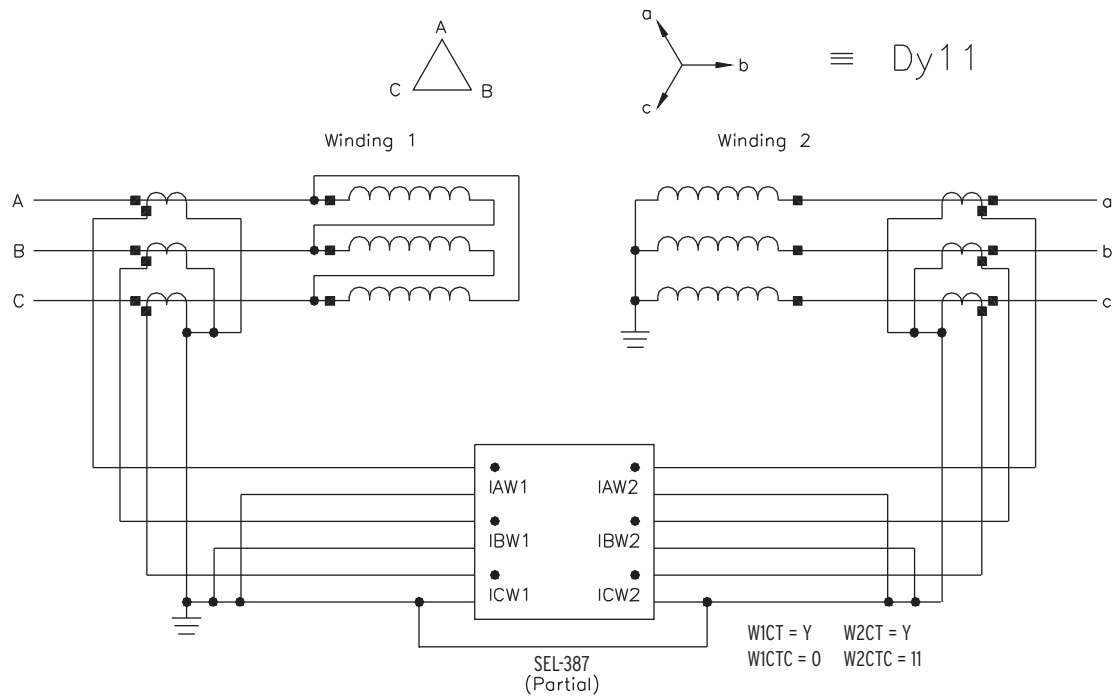 A
C B
a
b
c
≡ Dy11
Winding 1 Winding 2
A a
B b
C c
IAW1 IAW2
IBW1 IBW2
ICW1 ICW2
W1CT = Y W2CT = Y
W1CTC = 0 W2CTC = 11
SEL-387
(Partial)